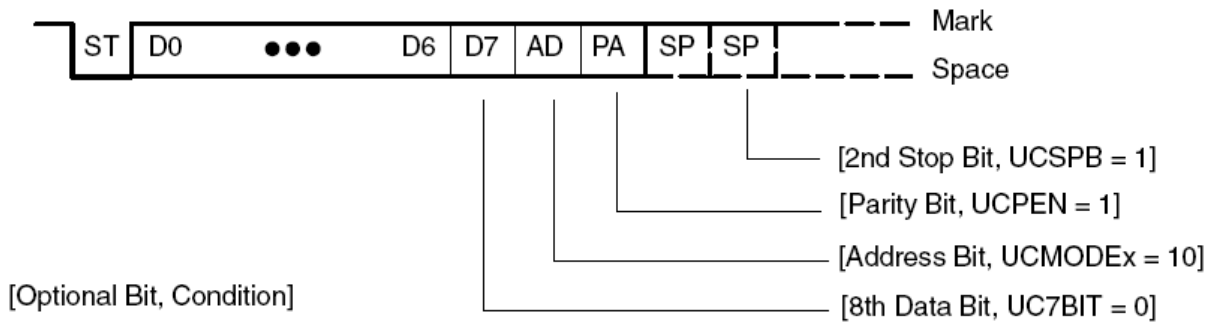 Mark
ST D0 ●●● D6 D7 AD PA SP SP
Space
[2nd Stop Bit, UCSPB = 1]
[Parity Bit, UCPEN = 1]
[Address Bit, UCMODEx = 10]
[Optional Bit, Condition]
[8th Data Bit, UC7BIT = 0]